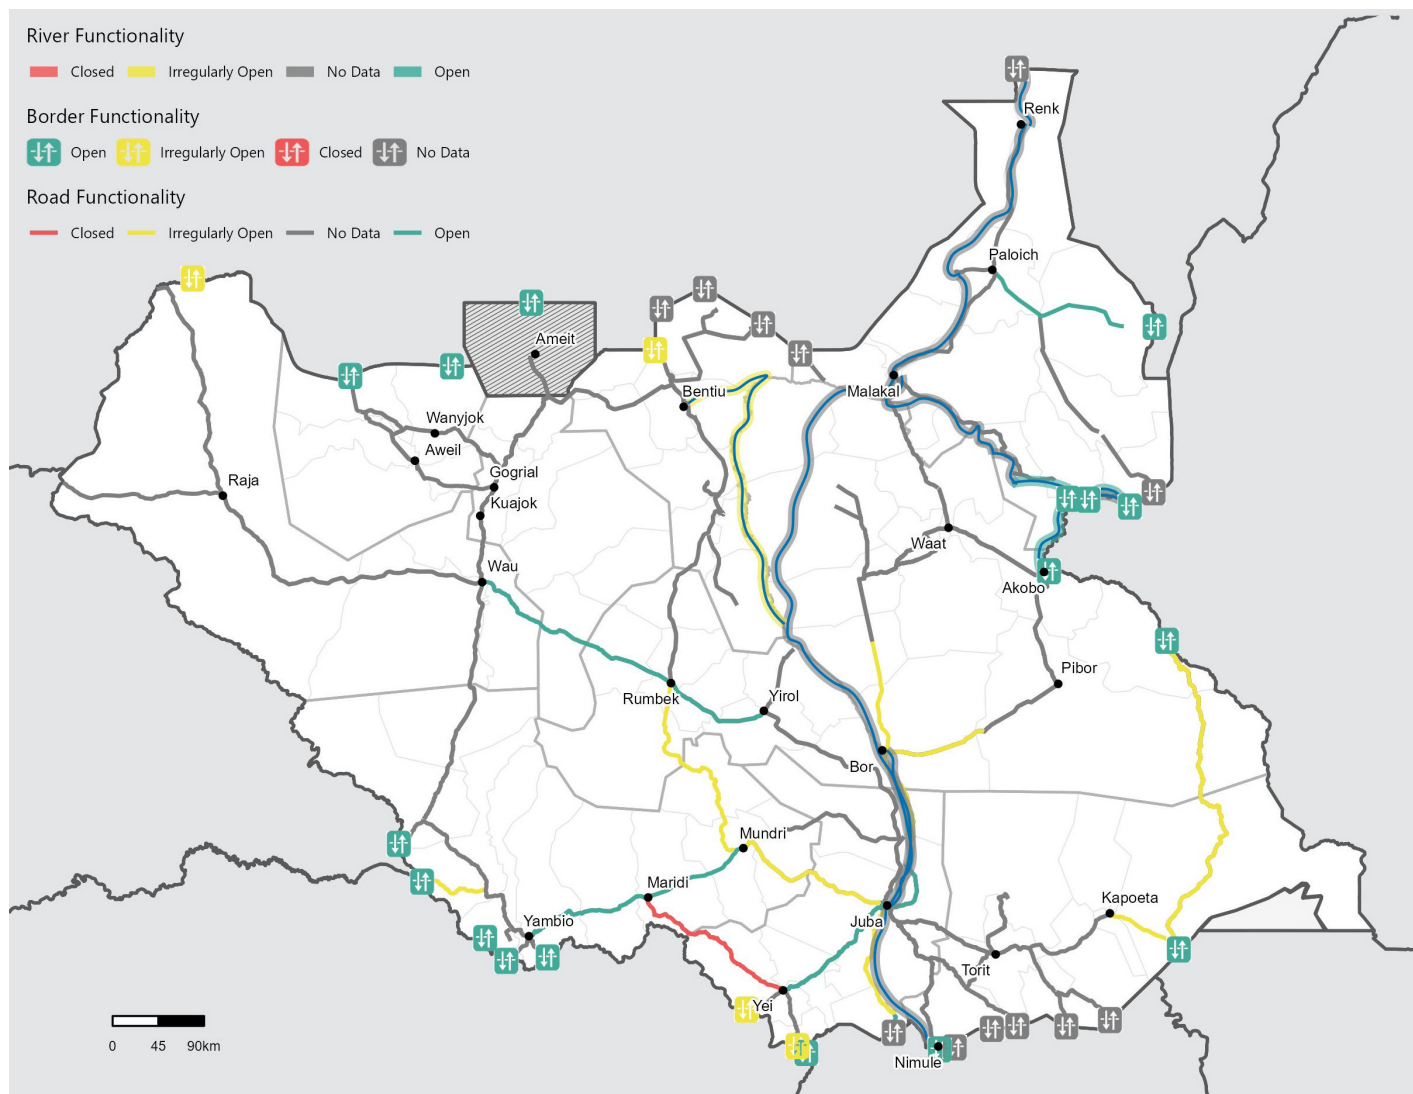 River Functionality
Closed Irregularly Open No Data Open
Border Functionality
Open Irregularly Open Closed No Data
Road Functionality
Closed Irregularly Open No Data Open
Renk
Paloich
Ameit
Bentiu
Malakal
Wanyjok
Aweil
Gogrial
Raja
Kuajok
Waat
Wau
Akobo
Pibor
Rumbek
Yirol
Bor
Mundri
Maridi
Kapoeta
Yambio
Juba
Torit
Yei
Nimule
0 45 90km